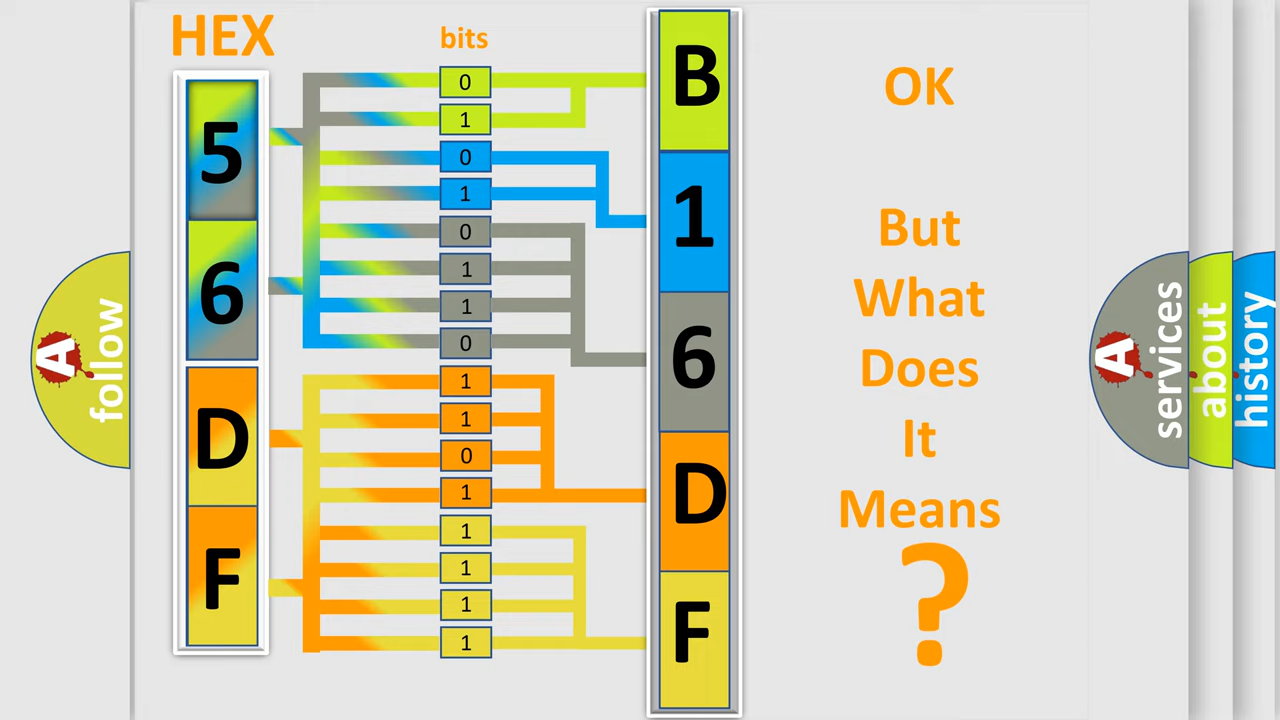 HEX
bits
5
6
D
F
0
1
0
1
0
1
1
0
1
1
0
1
1
1
1
1
B
1
6
D
F
OK
But
What
Does
It
Means
?
A
follow
A
services
about
history